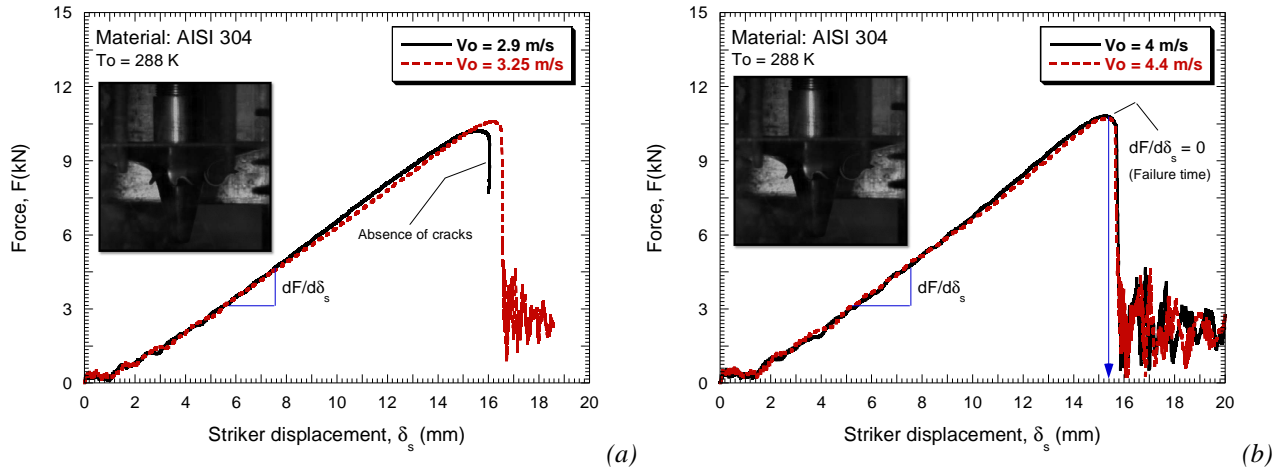 Material: AISI 304
To = 288 K
Vo = 2.9 m/s
Vo = 3.25 m/s
Absence of cracks
dF/dδs
Force, F(kN)
15
12
9
6
3
0
0 2 4 6 8 10 12 14 16 18 20
Striker displacement, δs (mm)
(a)
Material: AISI 304
To = 288 K
Vo = 4 m/s
Vo = 4.4 m/s
dF/dδs = 0
(Failure time)
dF/dδs
Force, F(kN)
15
12
9
6
3
0
0 2 4 6 8 10 12 14 16 18 20
Striker displacement, δs (mm)
(b)